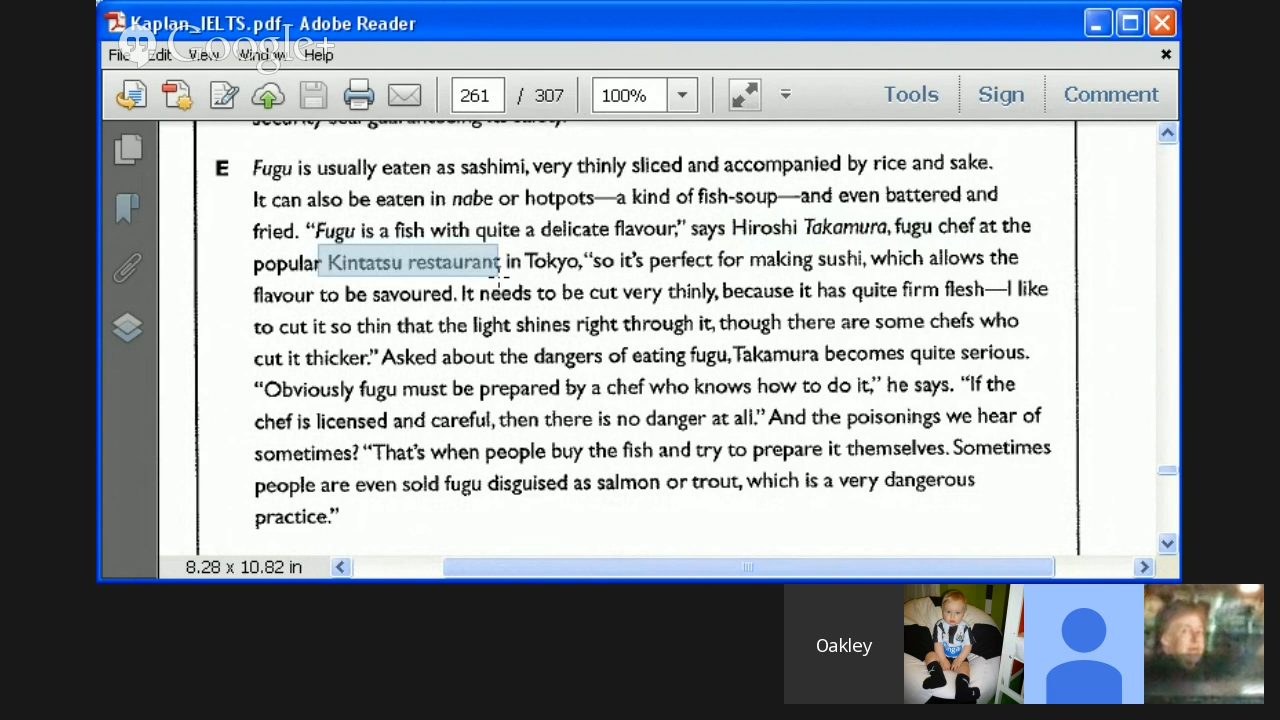 Kaplan_IELTS.pdf - Adobe Reader
Google+
File Edit View Window Help
261 / 307 100% Tools Sign Comment
security seal guaranteeing its safety.
E Fugu is usually eaten as sashimi, very thinly sliced and accompanied by rice and sake.
It can also be eaten in nabe or hotpots—a kind of fish-soup—and even battered and
fried. “Fugu is a fish with quite a delicate flavour,” says Hiroshi Takamura, fugu chef at the
popular Kintatsu restaurant in Tokyo, “so it’s perfect for making sushi, which allows the
flavour to be savoured. It needs to be cut very thinly, because it has quite firm flesh—I like
to cut it so thin that the light shines right through it, though there are some chefs who
cut it thicker.” Asked about the dangers of eating fugu, Takamura becomes quite serious.
“Obviously fugu must be prepared by a chef who knows how to do it,” he says. “If the
chef is licensed and careful, then there is no danger at all.” And the poisonings we hear of
sometimes? “That’s when people buy the fish and try to prepare it themselves. Sometimes
people are even sold fugu disguised as salmon or trout, which is a very dangerous
practice.”
8.28 x 10.82 in
Oakley